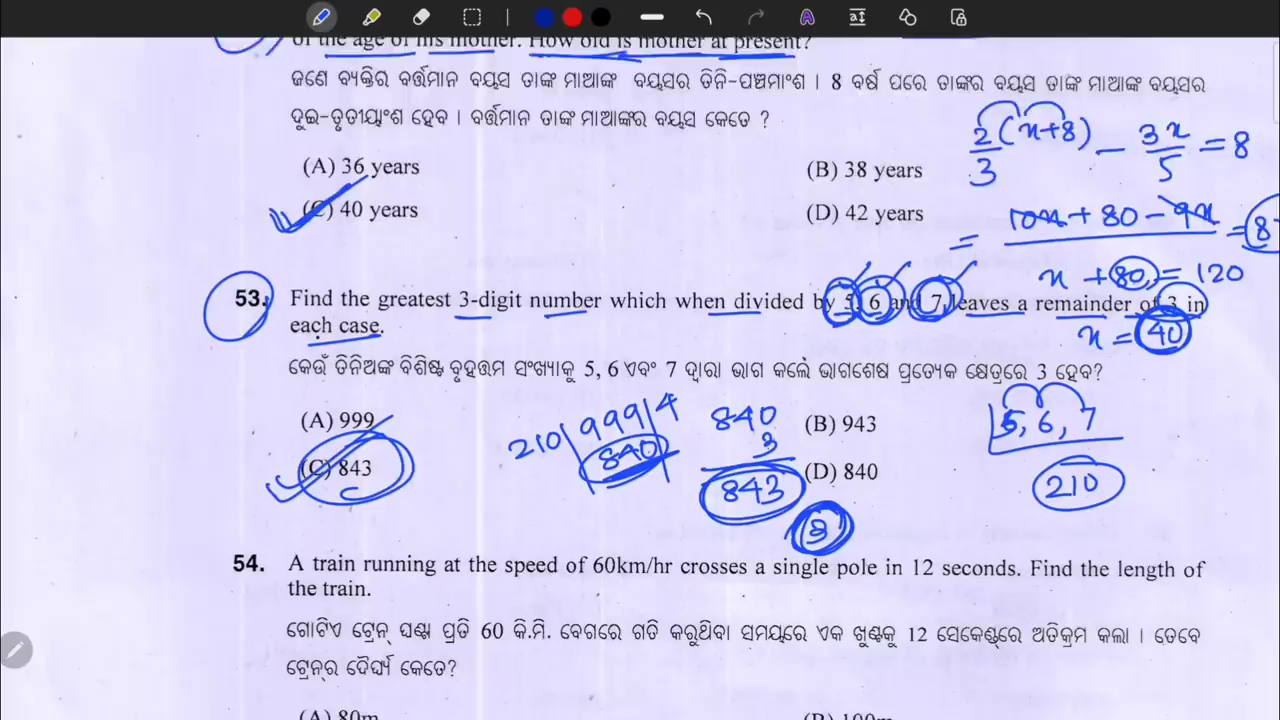 of the age of his mother. How old is mother at present?
ଜଣେ ବ୍ୟକ୍ତିର ବର୍ତ୍ତମାନ ବୟସ ତାଙ୍କ ମାଆଙ୍କ ବୟସର ତିନି-ପଞ୍ଚମାଂଶ । 8 ବର୍ଷ ପରେ ତାଙ୍କର ବୟସ ତାଙ୍କ ମାଆଙ୍କ ବୟସର
ଦୁଇ-ତୃତୀୟାଂଶ ହେବ । ବର୍ତ୍ତମାନ ତାଙ୍କ ମାଆଙ୍କର ବୟସ କେତେ ?
2/3 (x+8) - 3x/5 = 8
(A) 36 years (B) 38 years
(C) 40 years (D) 42 years
= 10x + 80 - 9x = 8
x + 80 = 120
x = 40
53. Find the greatest 3-digit number which when divided by 5, 6 and 7, leaves a remainder of 3 in
each case.
କେଉଁ ତିନିଅଙ୍କ ବିଶିଷ୍ଟ ବୃହତ୍ତମ ସଂଖ୍ୟାକୁ 5, 6 ଏବଂ 7 ଦ୍ୱାରା ଭାଗ କଲେ ଭାଗଶେଷ ପ୍ରତ୍ୟେକ କ୍ଷେତ୍ରରେ 3 ହେବ?
(A) 999 (B) 943
(C) 843 (D) 840
210 999 4
840
840
3
843
3
5, 6, 7
210
54. A train running at the speed of 60km/hr crosses a single pole in 12 seconds. Find the length of
the train.
ଗୋଟିଏ ଟ୍ରେନ୍ ଘଣ୍ଟା ପ୍ରତି 60 କି.ମି. ବେଗରେ ଗତି କରୁଥିବା ସମୟରେ ଏକ ଖୁଣ୍ଟକୁ 12 ସେକେଣ୍ଡରେ ଅତିକ୍ରମ କଲା । ତେବେ
ଟ୍ରେନ୍‌ର ଦୈର୍ଘ୍ୟ କେତେ?
(A) 80m (B) 100m